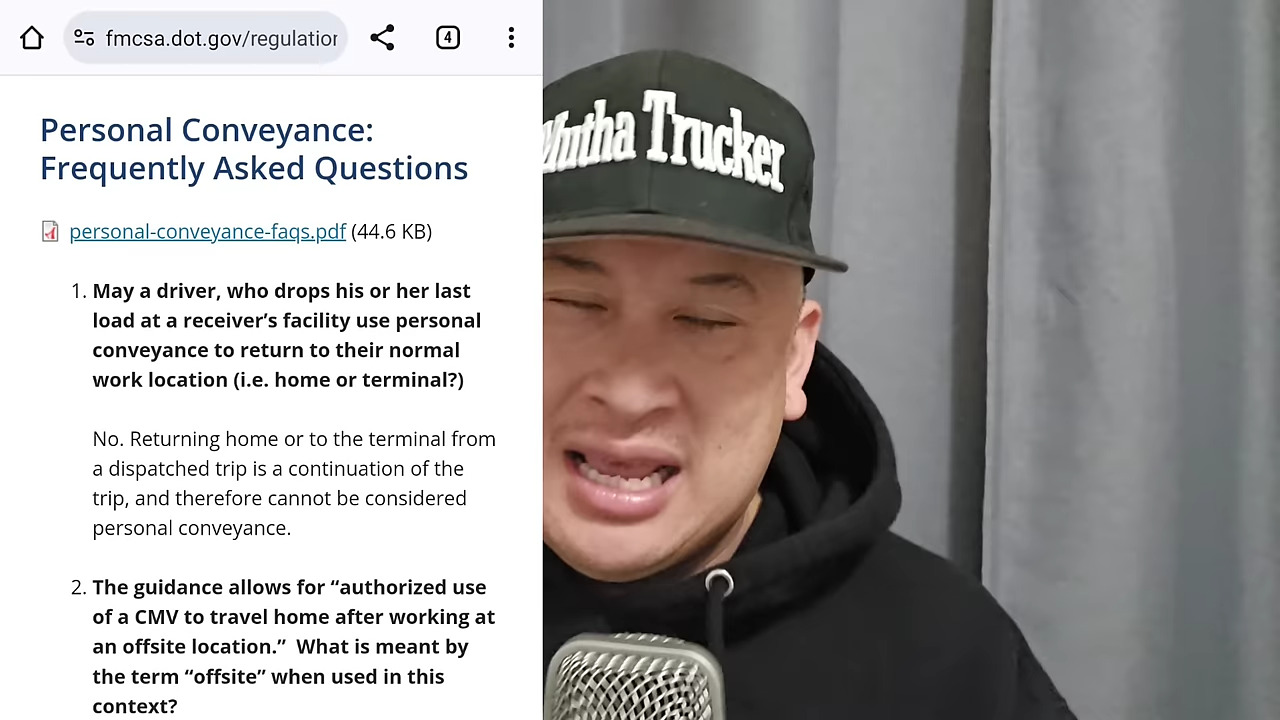 fmcsa.dot.gov/regulation
4
Personal Conveyance:
Frequently Asked Questions
personal-conveyance-faqs.pdf (44.6 KB)
1. May a driver, who drops his or her last
load at a receiver’s facility use personal
conveyance to return to their normal
work location (i.e. home or terminal?)
No. Returning home or to the terminal from
a dispatched trip is a continuation of the
trip, and therefore cannot be considered
personal conveyance.
2. The guidance allows for “authorized use
of a CMV to travel home after working at
an offsite location.”  What is meant by
the term “offsite” when used in this
context?
Mutha Trucker